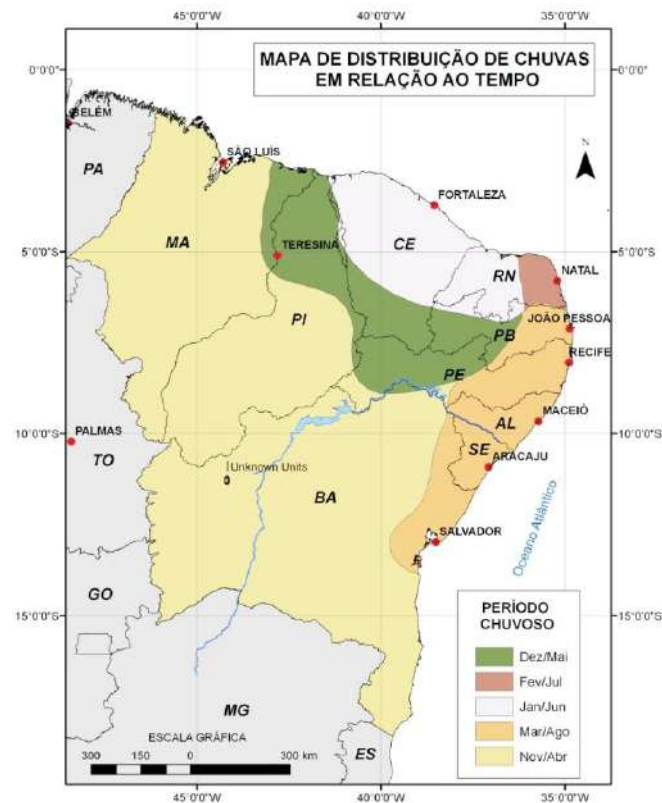 45°0'0"W
40°0'0"W
35°0'0"W
MAPA DE DISTRIBUIÇÃO DE CHUVAS
EM RELAÇÃO AO TEMPO
0°0'0"
0°0'0"
BELÉM
SÃO LUÍS
N
PA
FORTALEZA
MA
CE
5°0'0"S
5°0'0"S
TERESINA
RN
NATAL
PI
PB
JOÃO PESSOA
PE
RECIFE
AL
MACEIÓ
10°0'0"S
10°0'0"S
PALMAS
TO
SE
Unknown Units
ARACAJU
BA
SALVADOR
Oceano Atlântico
GO
15°0'0"S
15°0'0"S
PERÍODO
CHUVOSO
Dez/Mai
Fev/Jul
Jan/Jun
Mar/Ago
Nov/Abr
MG
ES
ESCALA GRÁFICA
300 150 0 300 km
45°0'0"W
40°0'0"W
35°0'0"W